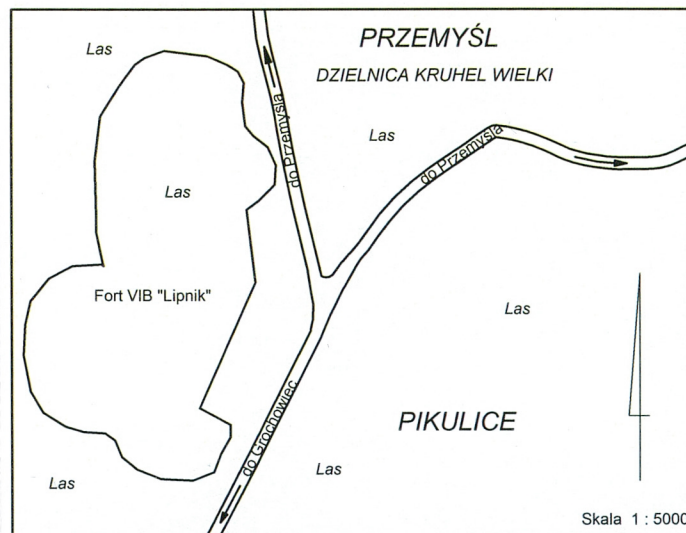 Las
PRZEMYŚL
DZIELNICA KRUHEL WIELKI
Las
do Przemyśla
do Przemyśla
Las
Fort VIB "Lipnik"
Las
do Grochowiec
PIKULICE
Las
Las
Skala 1 : 5000